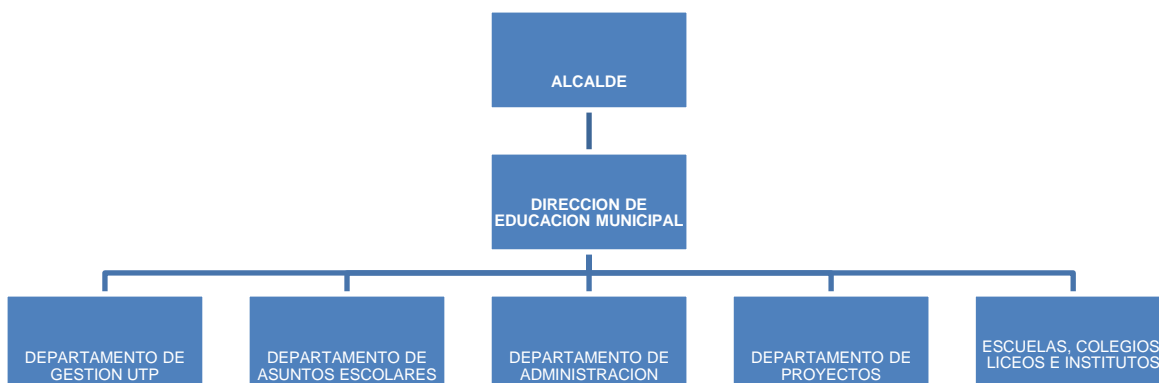 ALCALDE
DIRECCION DE
EDUCACION MUNICIPAL
DEPARTAMENTO DE
GESTION UTP
DEPARTAMENTO DE
ASUNTOS ESCOLARES
DEPARTAMENTO DE
ADMINISTRACION
DEPARTAMENTO DE
PROYECTOS
ESCUELAS, COLEGIOS
LICEOS E INSTITUTOS